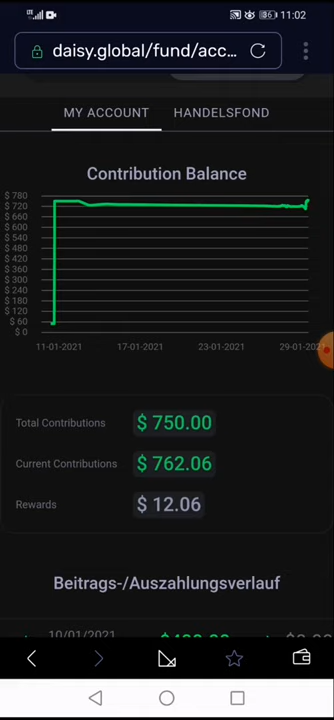 LTE 36 11:02
daisy.global/fund/acc...
MY ACCOUNT HANDELSFOND
Contribution Balance
$ 780
$ 720
$ 660
$ 600
$ 540
$ 480
$ 420
$ 360
$ 300
$ 240
$ 180
$ 120
$ 60
$ 0
11-01-2021 17-01-2021 23-01-2021 29-01-2021
Total Contributions $ 750.00
Current Contributions $ 762.06
Rewards $ 12.06
Beitrags-/Auszahlungsverlauf
10/01/2021